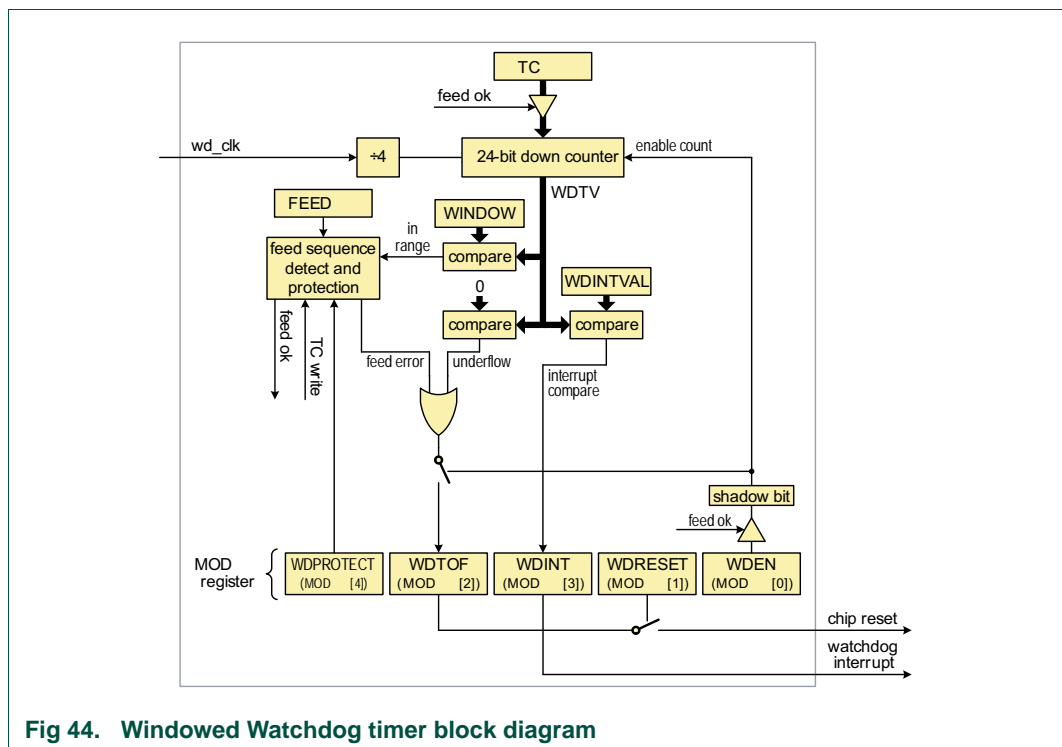 TC
feed ok
wd_clk
÷4
24-bit down counter
enable count
WDTV
FEED
WINDOW
in
range
feed sequence
detect and
protection
compare
0
WDINTVAL
compare
compare
feed ok
TC write
feed error
underflow
interrupt
compare
shadow bit
feed ok
MOD
register
WDPROTECT
(MOD [4])
WDTOF
(MOD [2])
WDINT
(MOD [3])
WDRESET
(MOD [1])
WDEN
(MOD [0])
chip reset
watchdog
interrupt
Fig 44. Windowed Watchdog timer block diagram